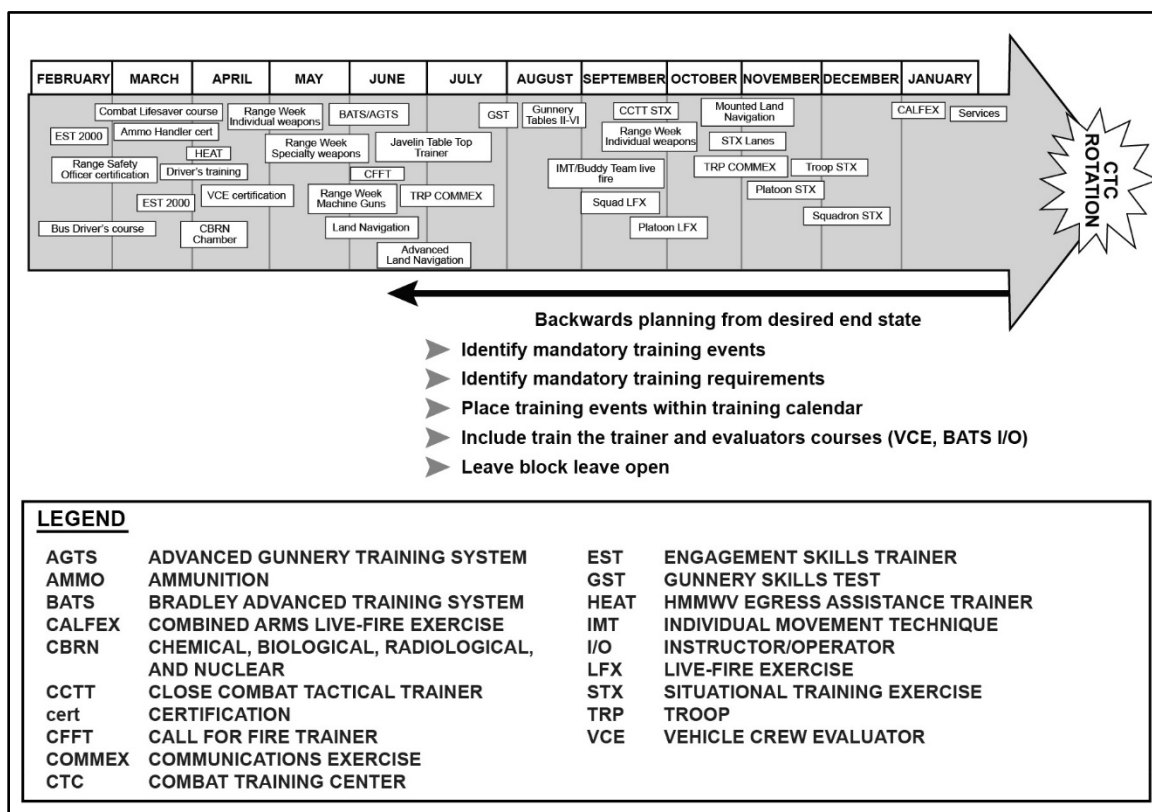 FEBRUARY MARCH APRIL MAY JUNE JULY AUGUST SEPTEMBER OCTOBER NOVEMBER DECEMBER JANUARY
Combat Lifesaver course
EST 2000
Ammo Handler cert
HEAT
Range Safety
Officer certification
Driver's training
EST 2000
VCE certification
Bus Driver's course
CBRN
Chamber
Range Week
Individual weapons
BATS/AGTS
Range Week
Specialty weapons
Javelin Table Top
Trainer
CFFT
Range Week
Machine Guns
TRP COMMEX
Land Navigation
Advanced
Land Navigation
GST
Gunnery
Tables II-VI
CCTT STX
Range Week
Individual weapons
IMT/Buddy Team live
fire
Squad LFX
Platoon LFX
Mounted Land
Navigation
STX Lanes
TRP COMMEX
Troop STX
Platoon STX
Squadron STX
CALFEX
Services
CTC
ROTATION
Backwards planning from desired end state
Identify mandatory training events
Identify mandatory training requirements
Place training events within training calendar
Include train the trainer and evaluators courses (VCE, BATS I/O)
Leave block leave open
LEGEND
AGTS ADVANCED GUNNERY TRAINING SYSTEM
AMMO AMMUNITION
BATS BRADLEY ADVANCED TRAINING SYSTEM
CALFEX COMBINED ARMS LIVE-FIRE EXERCISE
CBRN CHEMICAL, BIOLOGICAL, RADIOLOGICAL,
AND NUCLEAR
CCTT CLOSE COMBAT TACTICAL TRAINER
cert CERTIFICATION
CFFT CALL FOR FIRE TRAINER
COMMEX COMMUNICATIONS EXERCISE
CTC COMBAT TRAINING CENTER
EST ENGAGEMENT SKILLS TRAINER
GST GUNNERY SKILLS TEST
HEAT HMMWV EGRESS ASSISTANCE TRAINER
IMT INDIVIDUAL MOVEMENT TECHNIQUE
I/O INSTRUCTOR/OPERATOR
LFX LIVE-FIRE EXERCISE
STX SITUATIONAL TRAINING EXERCISE
TRP TROOP
VCE VEHICLE CREW EVALUATOR